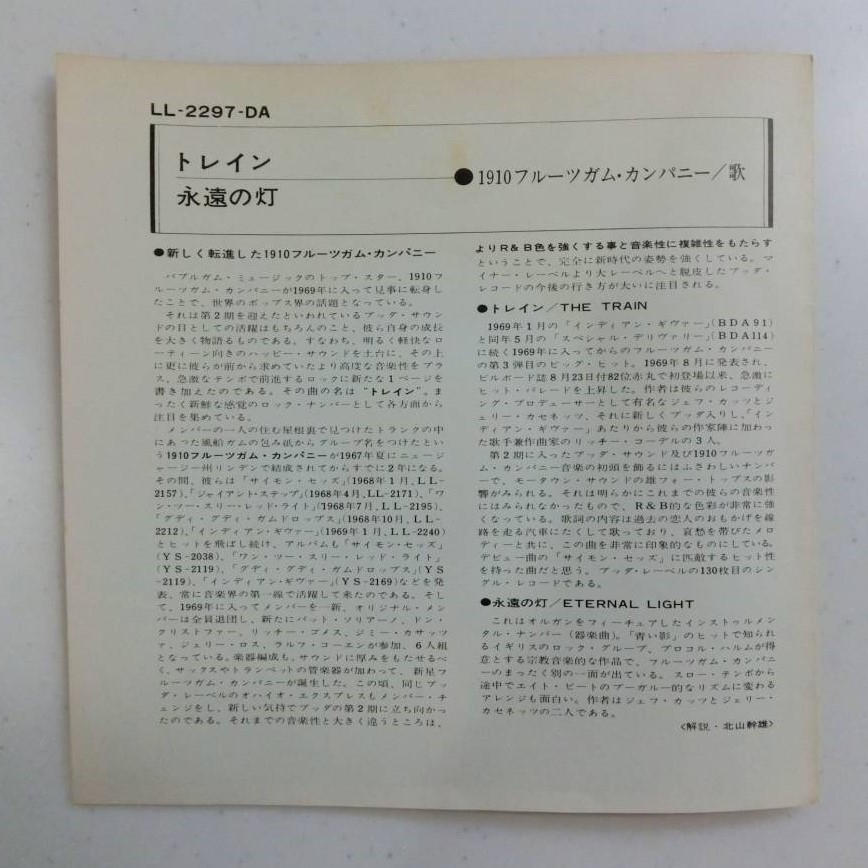 LL-2297-DA
トレイン
永遠の灯
●1910フルーツガム・カンパニー/歌
●新しく転進した1910フルーツガム・カンパニー
バブルガム・ミュージックのトップ・スター、1910フ
ルーツガム・カンパニーが1969年に入って見事に転身し
たことで、世界のポップス界の話題となっている。
それは第2期を迎えたといわれているブッダ・サウン
ドの目としての活躍はもちろんのこと、彼ら自身の成長
を大きく物語るものである。すなわち、明るく軽快なロ
ーティーン向きのハッピー・サウンドを土台に、その上
に更に彼らが前から求めていたより高度な音楽性をプラ
ス、急激なテンポで前進するロックに新たな1ページを
書き加えたのである。その曲の名は“トレイン”。ま
ったく新鮮な感覚のロック・ナンバーとして各方面から
注目を集めている。
メンバーの一人の住む屋根裏で見つけたトランクの中
にあった風船ガムの包み紙からグループ名をつけたとい
う1910フルーツガム・カンパニーが1967年夏にニュー
ジャージー州リンデンで結成されてからすでに2年になる。
その間、彼らは「サイモン・セッズ」(1968年1月、LL-
2157)、「ジャイアント・ステップ」(1968年4月、LL-2171)、「ワ
ン・ツー・スリー・レッド・ライト」(1968年7月、LL-2195)、
「グディ・グディ・ガムドロップス」(1968年10月、LL-
2212)、「インディアン・ギヴァー」(1969年1月、LL-2240)
とヒットを飛ばし続け、アルバムも「サイモン・セッズ」
(YS-2038)、「ワン・ツー・スリー・レッド・ライト」
(YS-2119)、「グディ・グディ・ガムドロップス」(YS
-2119)、「インディアン・ギヴァー」(YS-2169)などを発
表、常に音楽界の第一線で活躍して来たのである。そし
て、1969年に入ってメンバーを一新、オリジナル・メン
バーは全員退団し、新たにパット・ソリアーノ、ドン・
クリストファー、リッチー・ゴメス、ジミー・カサッツ
ァ、ジェリー・ロス、ラルフ・コーエンが参加、6人組
となっている。楽器編成も、サウンドに厚みをもたせるべ
く、サックスやトランペットの管楽器が加わって、新星フ
ルーツガム・カンパニーが誕生した。この頃、同じブッ
ダ・レーベルのオハイオ・エクスプレスもメンバー・チ
ェンジをし、新しい気持でブッダの第2期に立ち向かっ
たのである。それまでの音楽性と大きく違うところは、
よりR&B色を強くする事と音楽性に複雑性をもたらす
ということで、完全に新時代の姿勢を強くしている。マ
イナー・レーベルより大レーベルへと脱皮したブッダ・
レコードの今後の行き方が大いに注目される。
●トレイン/THE TRAIN
1969年1月の「インディアン・ギヴァー」(BDA91)
と同年5月の「スペシャル・デリヴァリー」(BDA114)
に続く1969年に入ってからのフルーツガム・カンパニー
の第3弾目のビッグ・ヒット。1969年8月に発表され、
ビルボード誌8月23日付82位赤丸で初登場以来、急激に
ヒット・パレードを上昇した。作者は彼らのレコーディ
ング・プロデューサーとして有名なジェフ・カッツとジェ
リー・カセネッツ、それに新しくブッダ入りし、「イン
ディアン・ギヴァー」あたりから彼らの作家陣に加わっ
た歌手兼作曲家のリッチー・コーデルの3人。
第2期に入ったブッダ・サウンド及び1910フルーツガ
ム・カンパニー音楽の初頭を飾るにはふさわしいナンバ
ーで、モータウン・サウンドの雄フォー・トップスの影
響がみられる。それは明らかにこれまでの彼らの音楽性
にはみられなかったもので、R&B的な色彩が非常に強
くなっている。歌詞の内容は過去の恋人のおもかげを線
路を走る汽車にたくして歌っており、哀愁を帯びたメロ
ディーと共に、この曲を非常に印象的なものにしている。
デビュー曲の「サイモン・セッズ」に匹敵するヒット性
を持った曲だと思う。ブッダ・レーベルの130枚目のシン
グル・レコードである。
●永遠の灯/ETERNAL LIGHT
これはオルガンをフィーチュアしたインストゥルメン
タル・ナンバー(器楽曲)。「青い影」のヒットで知られ
るイギリスのロック・グループ、プロコル・ハルムが得
意とする宗教音楽的な作品で、フルーツガム・カンパニ
ーのまったく別の一面が出ている。スロー・テンポから
途中でエイト・ビートのブーガルー的なリズムに変わる
アレンジも面白い。作者はジェフ・カッツとジェリー・
カセネッツの二人である。
<解説・北山幹雄>